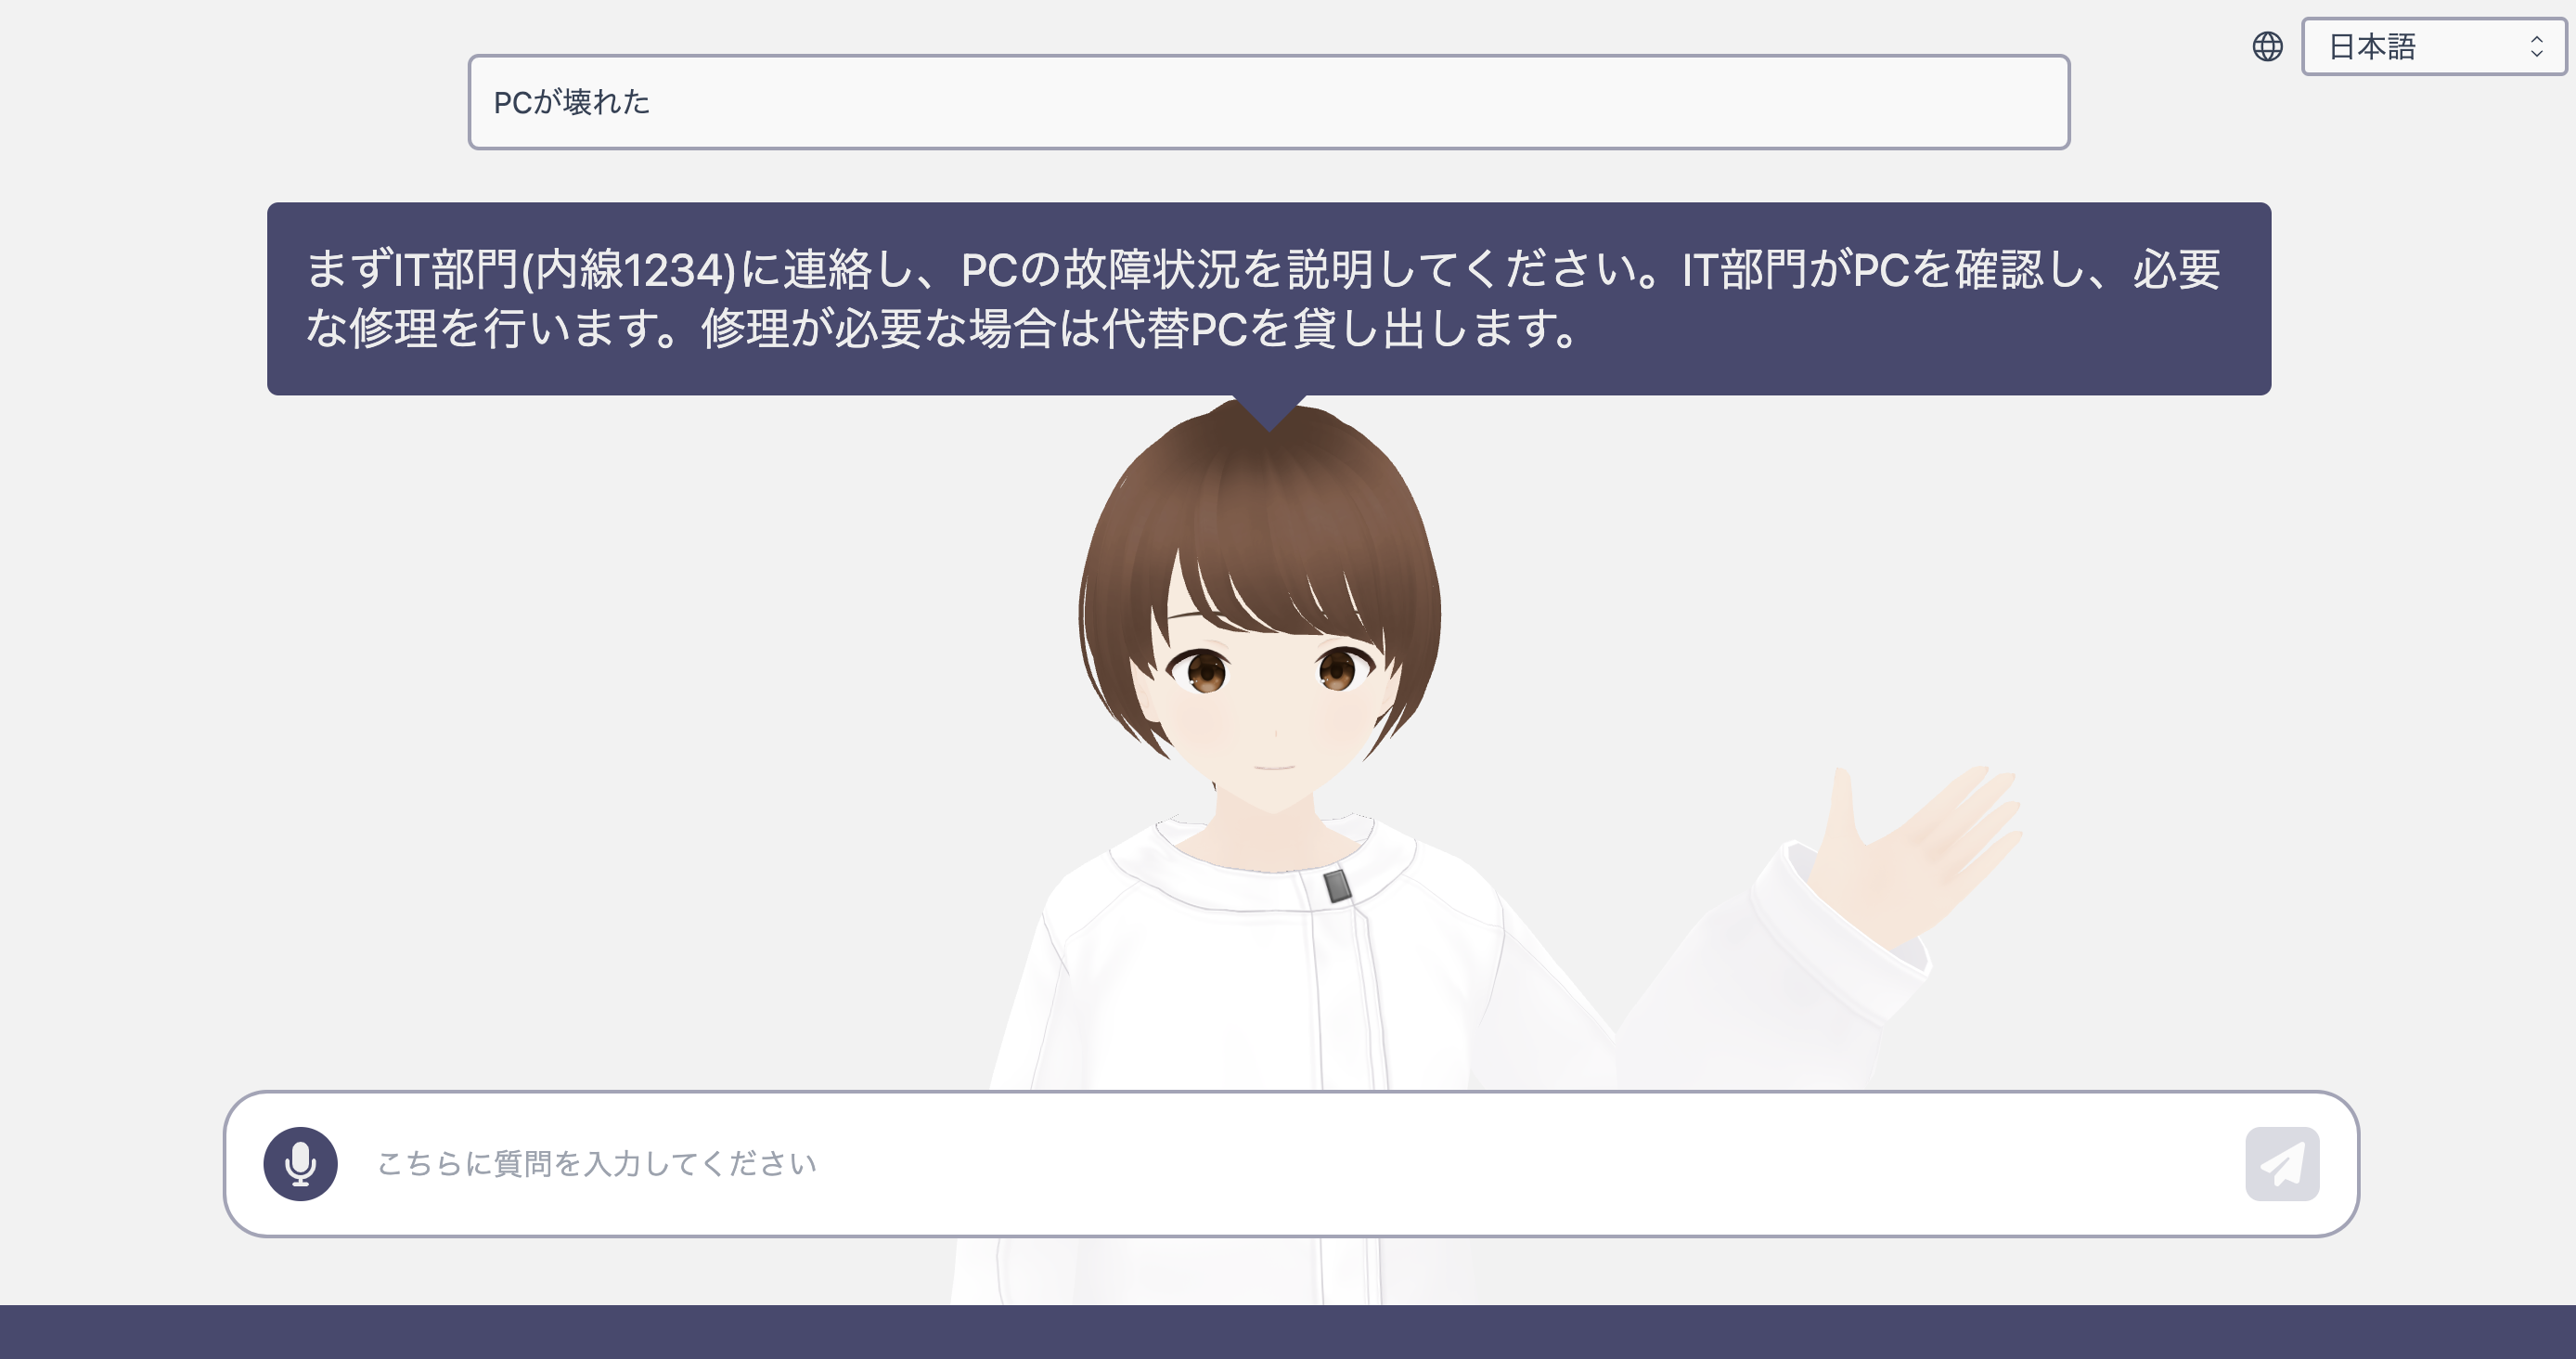 日本語
PCが壊れた
まずIT部門(内線1234)に連絡し、PCの故障状況を説明してください。IT部門がPCを確認し、必要
な修理を行います。修理が必要な場合は代替PCを貸し出します。
こちらに質問を入力してください